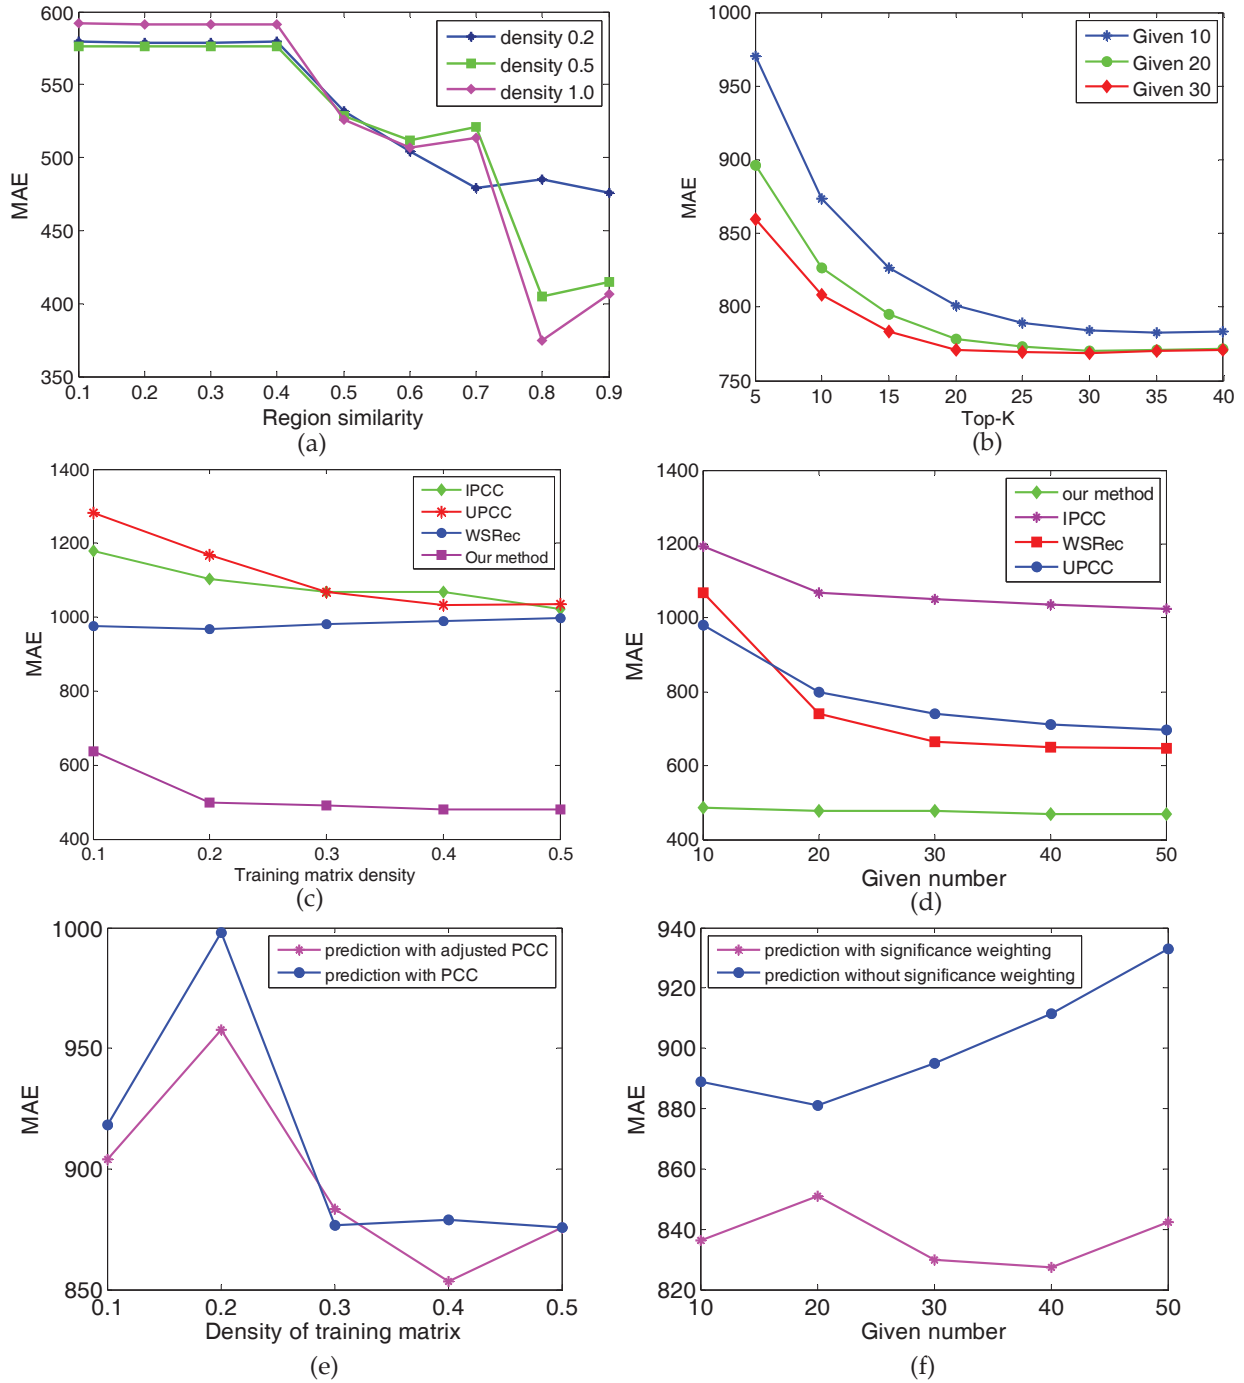 600
550
500
450
400
350
MAE
0.1 0.2 0.3 0.4 0.5 0.6 0.7 0.8 0.9
Region similarity
density 0.2
density 0.5
density 1.0
(a)
1000
950
900
850
800
750
MAE
5 10 15 20 25 30 35 40
Top-K
Given 10
Given 20
Given 30
(b)
1400
1200
1000
800
600
400
MAE
0.1 0.2 0.3 0.4 0.5
Training matrix density
IPCC
UPCC
WSRec
Our method
(c)
1400
1200
1000
800
600
400
MAE
10 20 30 40 50
Given number
our method
IPCC
WSRec
UPCC
(d)
1000
950
900
850
MAE
0.1 0.2 0.3 0.4 0.5
Density of training matrix
prediction with adjusted PCC
prediction with PCC
(e)
940
920
900
880
860
840
820
MAE
10 20 30 40 50
Given number
prediction with significance weighting
prediction without significance weighting
(f)